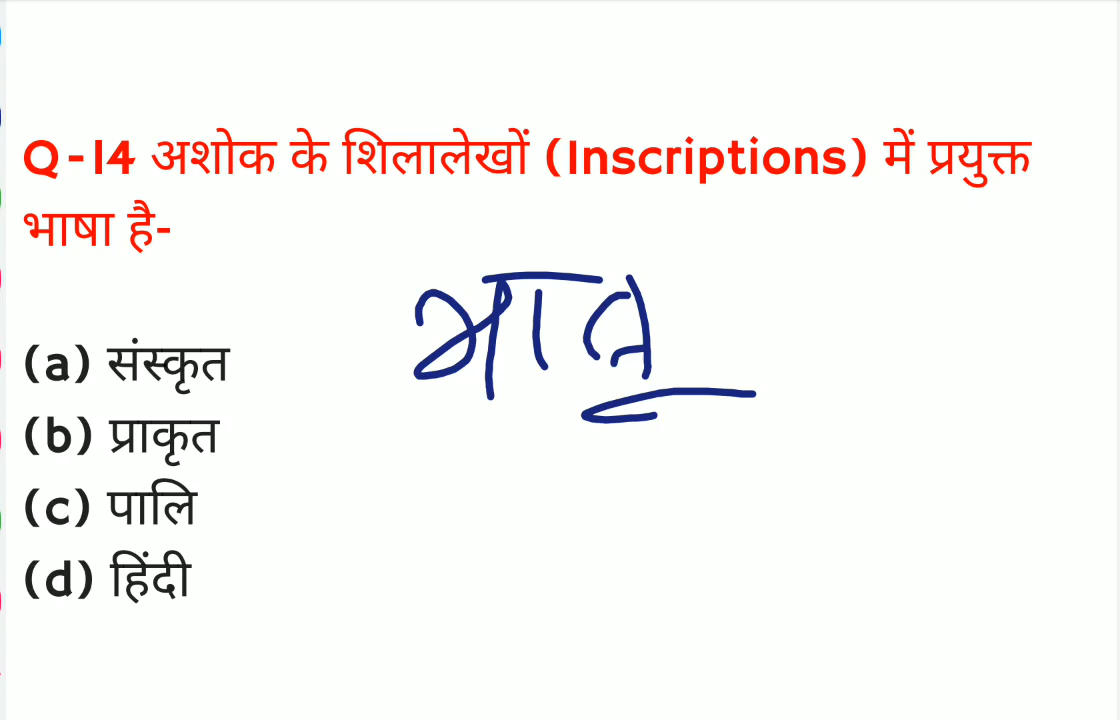 Q-14 अशोक के शिलालेखों (Inscriptions) में प्रयुक्त
भाषा है-
(a) संस्कृत
(b) प्राकृत
(c) पालि
(d) हिंदी